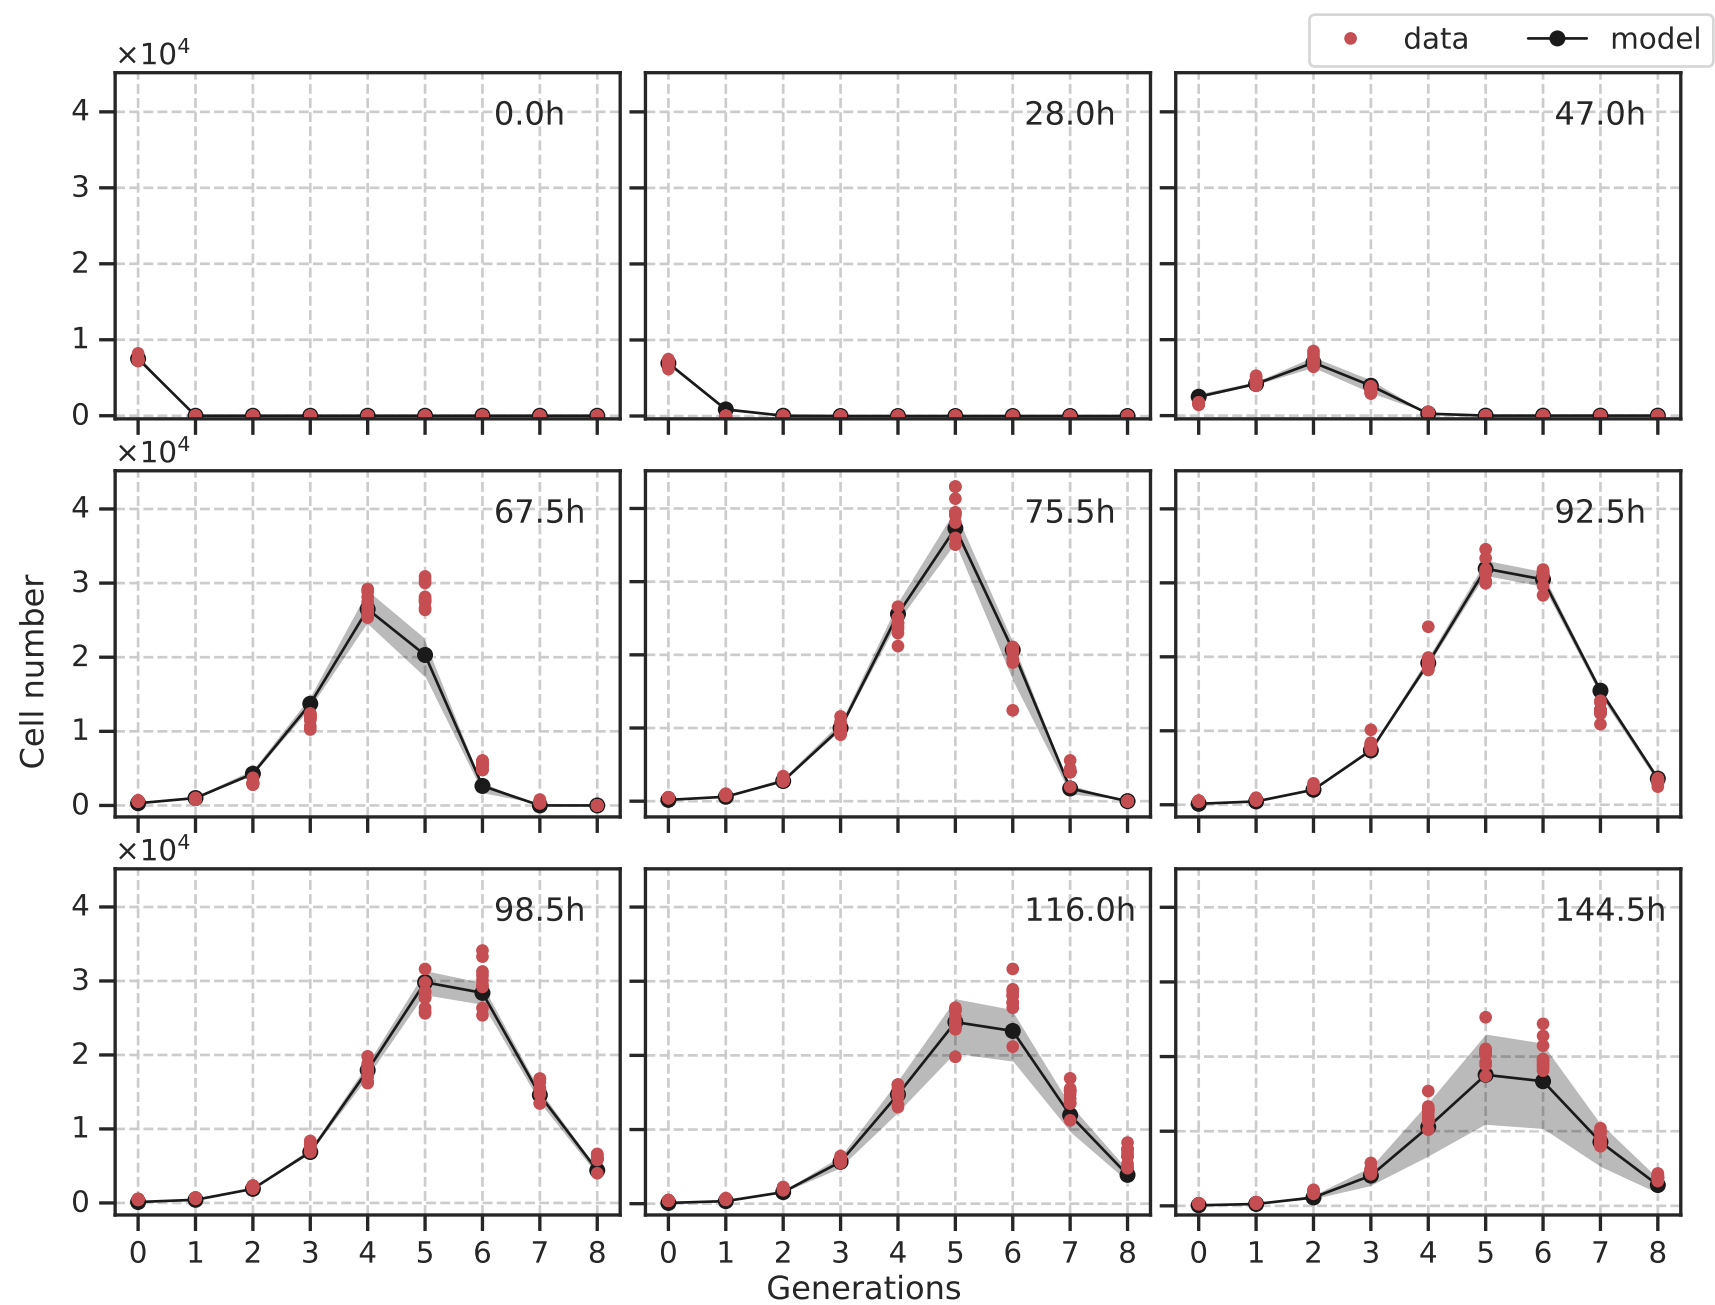 data model
×10⁴
4
3
2
1
0
0.0h
28.0h
47.0h
×10⁴
4
3
2
1
0
67.5h
75.5h
92.5h
Cell number
×10⁴
4
3
2
1
0
98.5h
116.0h
144.5h
0 1 2 3 4 5 6 7 8
0 1 2 3 4 5 6 7 8
0 1 2 3 4 5 6 7 8
Generations